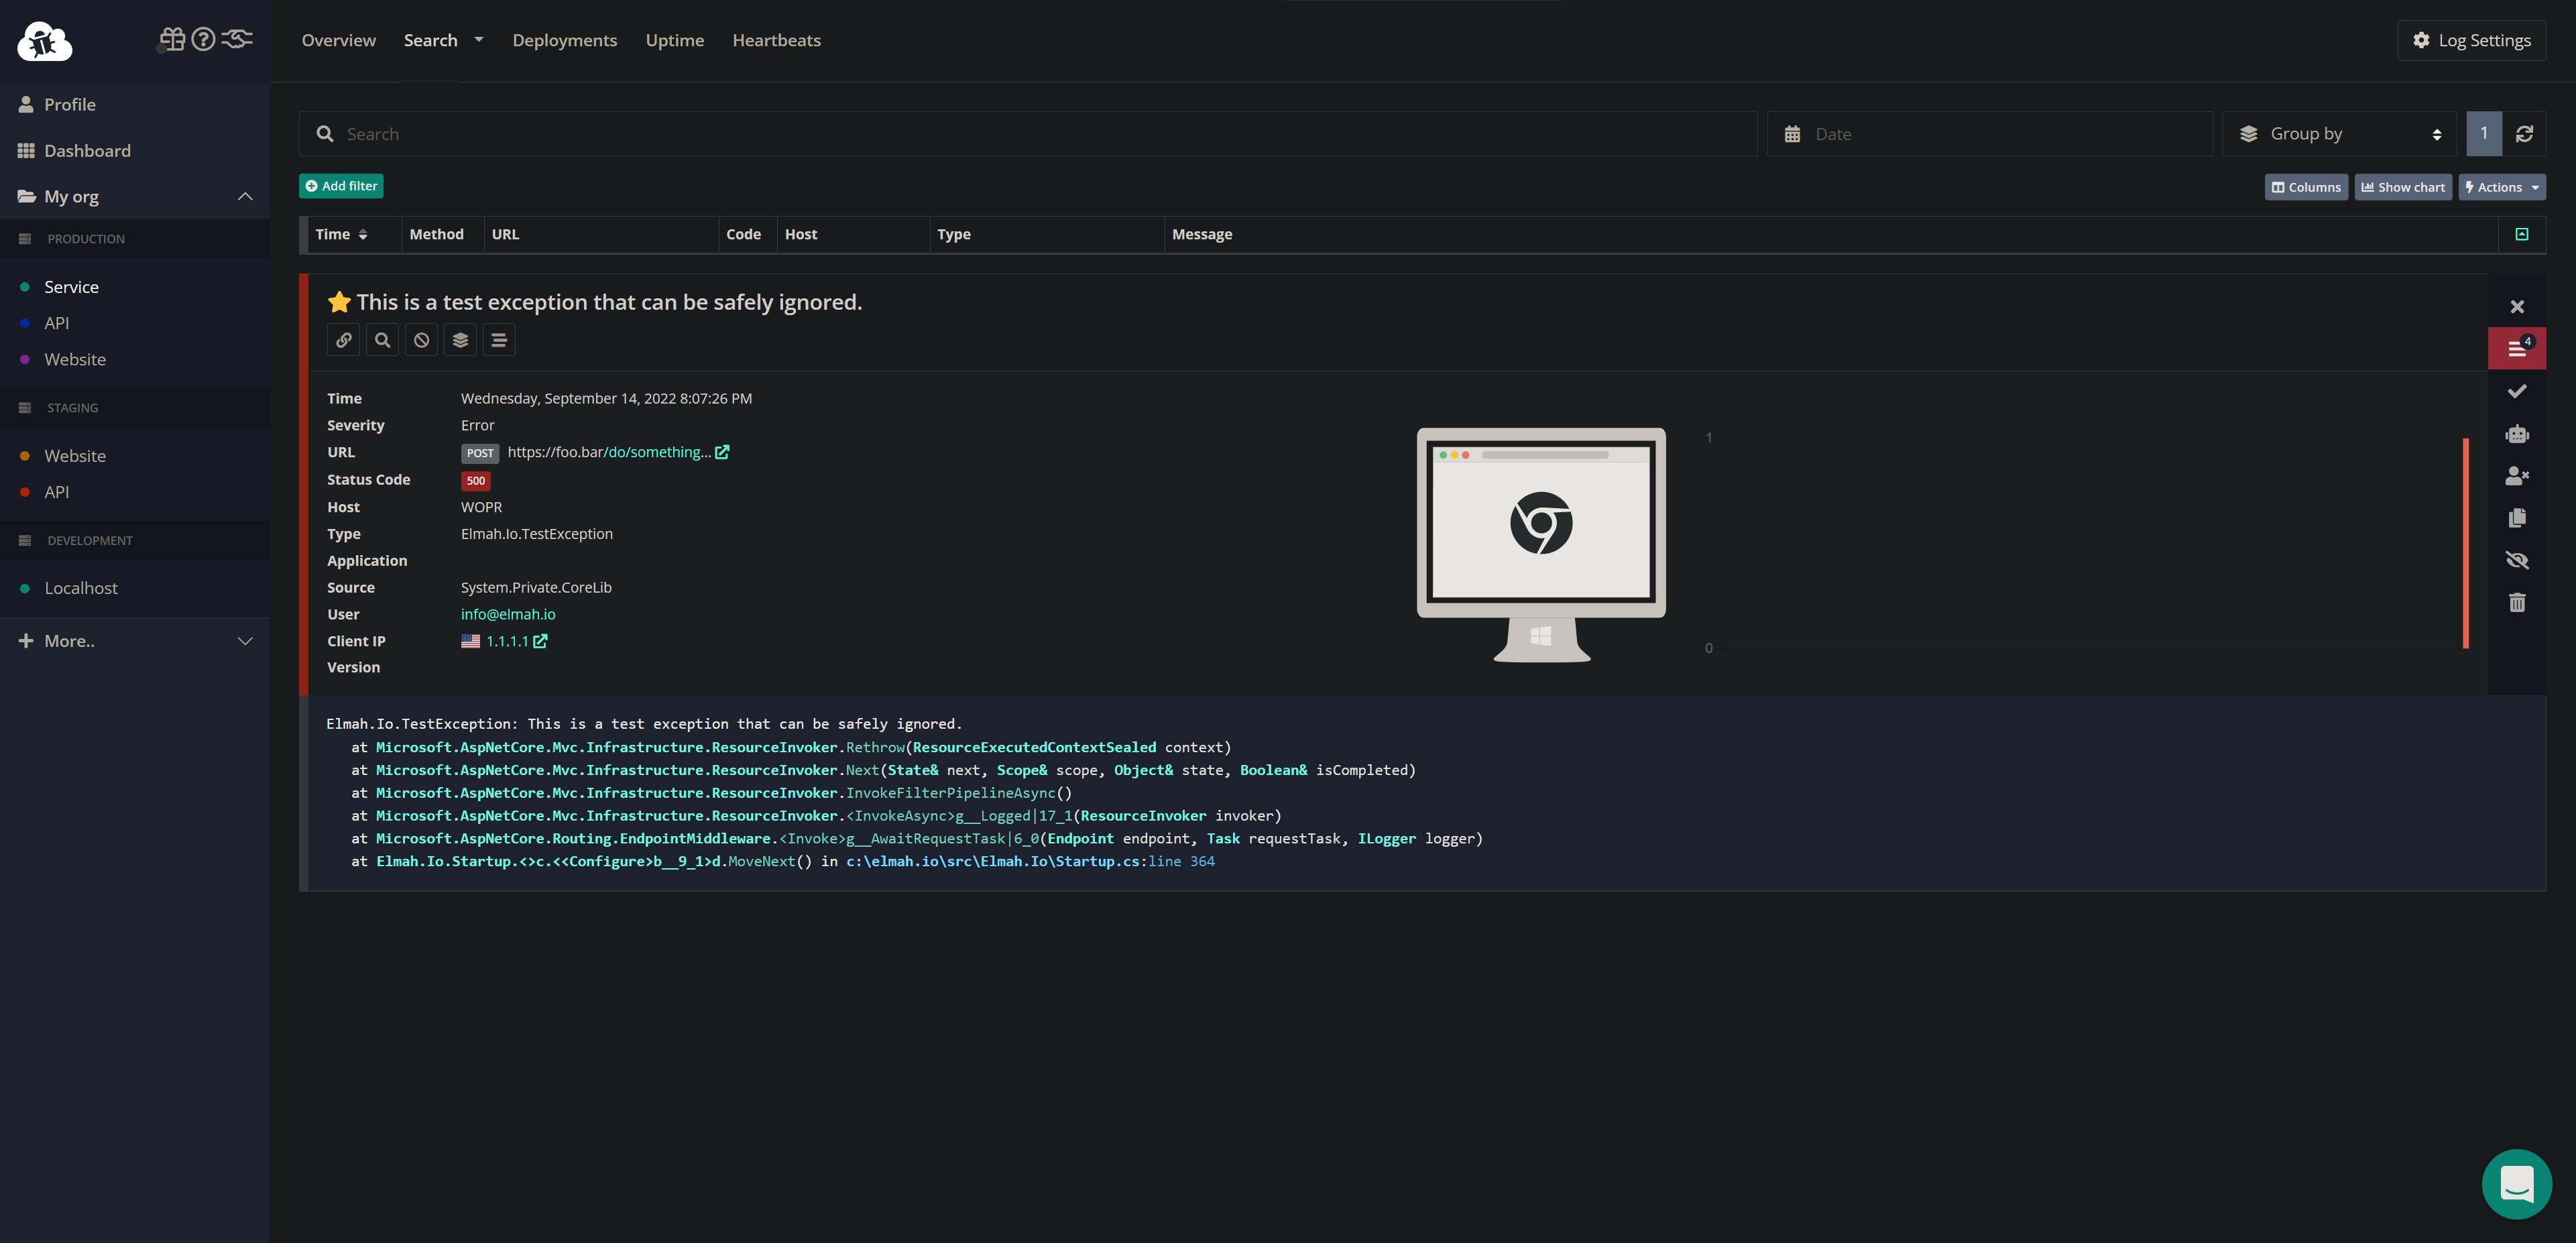 Overview Search Deployments Uptime Heartbeats Log Settings
Profile
Dashboard
My org
PRODUCTION
Service
API
Website
STAGING
Website
API
DEVELOPMENT
Localhost
More..
Search Date Group by 1
Add filter Columns Show chart Actions
Time Method URL Code Host Type Message
This is a test exception that can be safely ignored.
4
Time Wednesday, September 14, 2022 8:07:26 PM
Severity Error
URL POST https://foo.bar/do/something...
Status Code 500
Host WOPR
Type Elmah.Io.TestException
Application
Source System.Private.CoreLib
User info@elmah.io
Client IP 1.1.1.1
Version
1
0
Elmah.Io.TestException: This is a test exception that can be safely ignored.
at Microsoft.AspNetCore.Mvc.Infrastructure.ResourceInvoker.Rethrow(ResourceExecutedContextSealed context)
at Microsoft.AspNetCore.Mvc.Infrastructure.ResourceInvoker.Next(State& next, Scope& scope, Object& state, Boolean& isCompleted)
at Microsoft.AspNetCore.Mvc.Infrastructure.ResourceInvoker.InvokeFilterPipelineAsync()
at Microsoft.AspNetCore.Mvc.Infrastructure.ResourceInvoker.<InvokeAsync>g__Logged|17_1(ResourceInvoker invoker)
at Microsoft.AspNetCore.Routing.EndpointMiddleware.<Invoke>g__AwaitRequestTask|6_0(Endpoint endpoint, Task requestTask, ILogger logger)
at Elmah.Io.Startup.<>c.<<Configure>b__9_1>d.MoveNext() in c:\elmah.io\src\Elmah.Io\Startup.cs:line 364